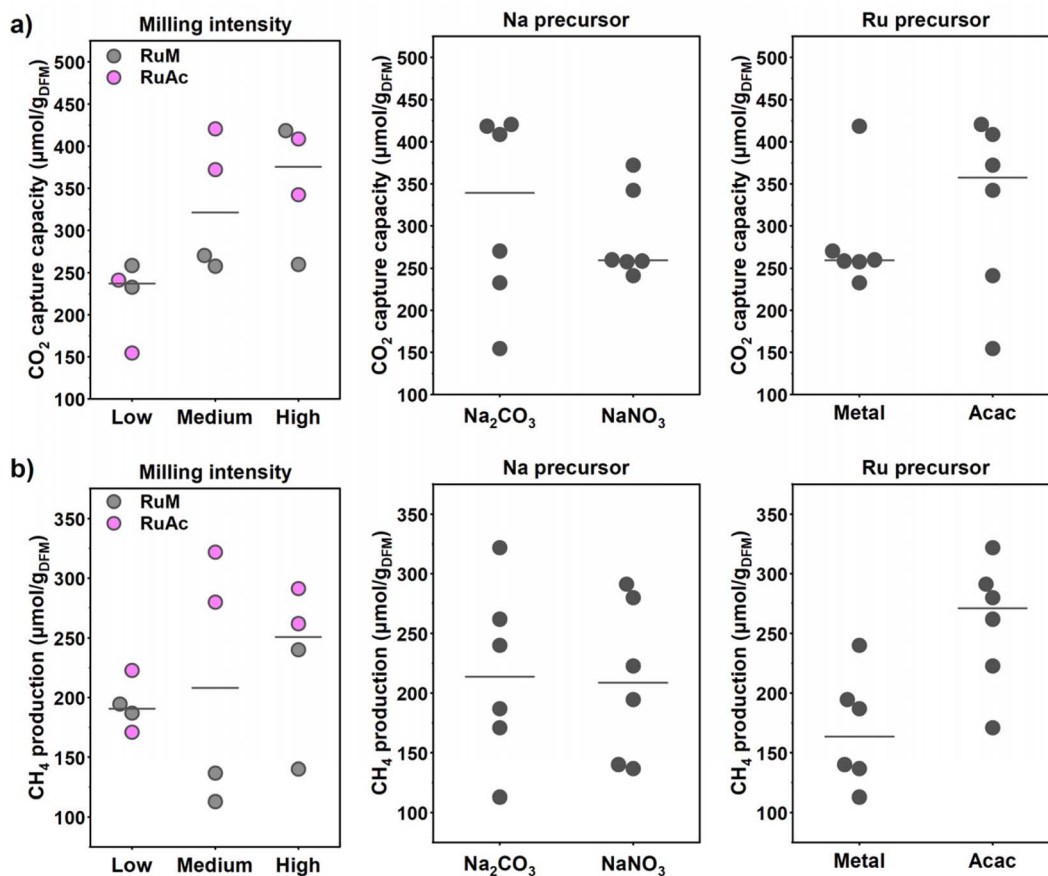 a)
Milling intensity
RuM
RuAc
CO₂ capture capacity (µmol/gDFM)
500
450
400
350
300
250
200
150
100
Low Medium High
Na precursor
CO₂ capture capacity (µmol/gDFM)
500
450
400
350
300
250
200
150
100
Na₂CO₃ NaNO₃
Ru precursor
CO₂ capture capacity (µmol/gDFM)
500
450
400
350
300
250
200
150
100
Metal Acac
b)
Milling intensity
RuM
RuAc
CH₄ production (µmol/gDFM)
350
300
250
200
150
100
Low Medium High
Na precursor
CH₄ production (µmol/gDFM)
350
300
250
200
150
100
Na₂CO₃ NaNO₃
Ru precursor
CH₄ production (µmol/gDFM)
350
300
250
200
150
100
Metal Acac